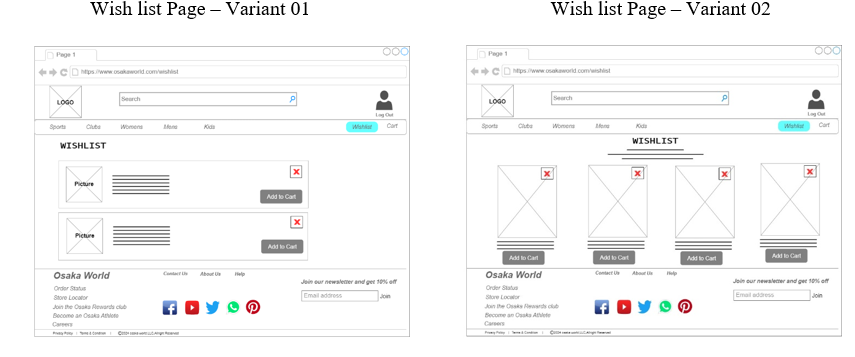 Wish list Page – Variant 01
Page 1
https://www.osakaworld.com/wishlist
LOGO
Search
Log Out
Sports Clubs Womens Mens Kids Wishlist Cart
WISHLIST
Picture
Add to Cart
Picture
Add to Cart
Osaka World
Contact Us About Us Help
Order Status
Store Locator
Join the Osaka Rewards club
Become an Osaka Athlete
Careers
Join our newsletter and get 10% off
Email address Join
Privacy Policy | Terms & Condition | ©2024 osaka world LLC.All right Reserved
Wish list Page – Variant 02
Page 1
https://www.osakaworld.com/wishlist
LOGO
Search
Log Out
Sports Clubs Womens Mens Kids Wishlist Cart
WISHLIST
Add to Cart Add to Cart Add to Cart Add to Cart
Osaka World
Contact Us About Us Help
Order Status
Store Locator
Join the Osaka Rewards club
Become an Osaka Athlete
Careers
Join our newsletter and get 10% off
Email address Join
Privacy Policy | Terms & Condition | ©2024 osaka world LLC.All right Reserved